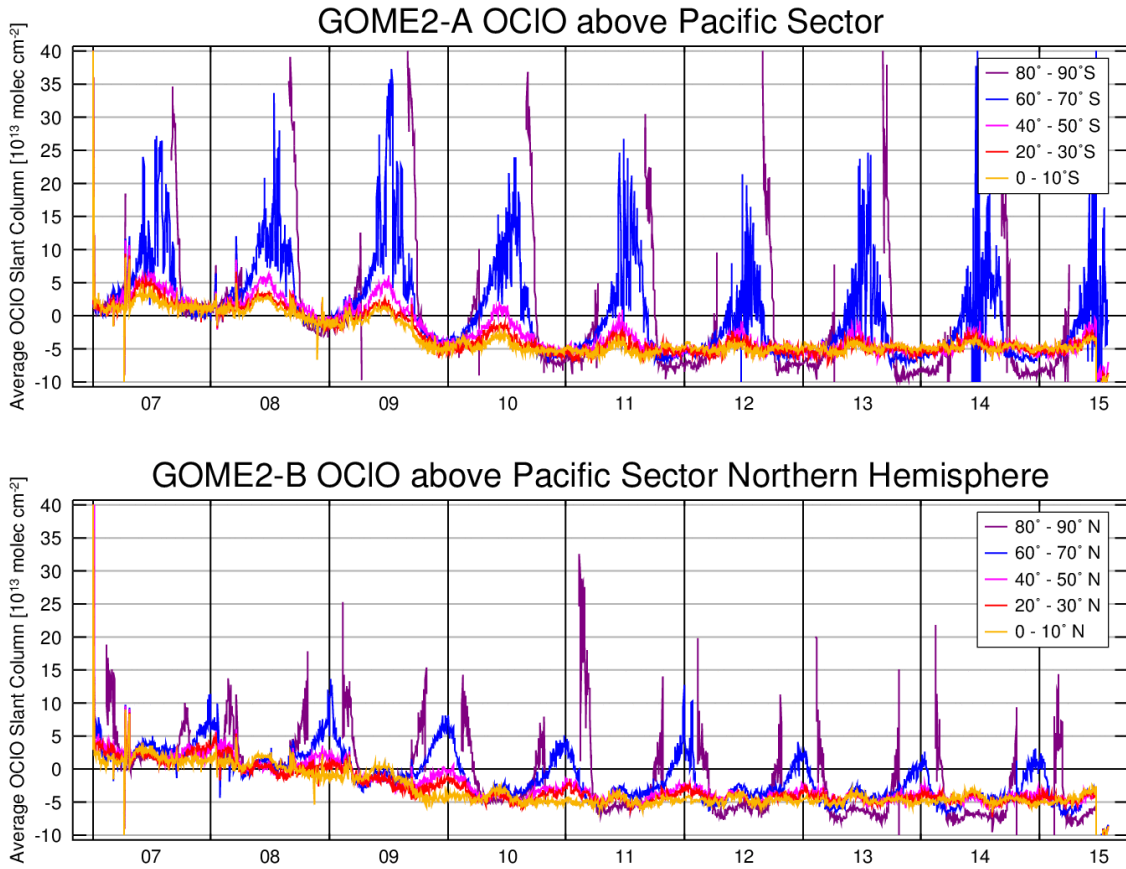 GOME2-A OClO above Pacific Sector
Average OClO Slant Column [10¹³ molec cm⁻²]
40
35
30
25
20
15
10
5
0
-5
-10
80° - 90°S
60° - 70° S
40° - 50° S
20° - 30°S
0 - 10°S
07 08 09 10 11 12 13 14 15
GOME2-B OClO above Pacific Sector Northern Hemisphere
Average OClO Slant Column [10¹³ molec cm⁻²]
40
35
30
25
20
15
10
5
0
-5
-10
80° - 90° N
60° - 70° N
40° - 50° N
20° - 30° N
0 - 10° N
07 08 09 10 11 12 13 14 15